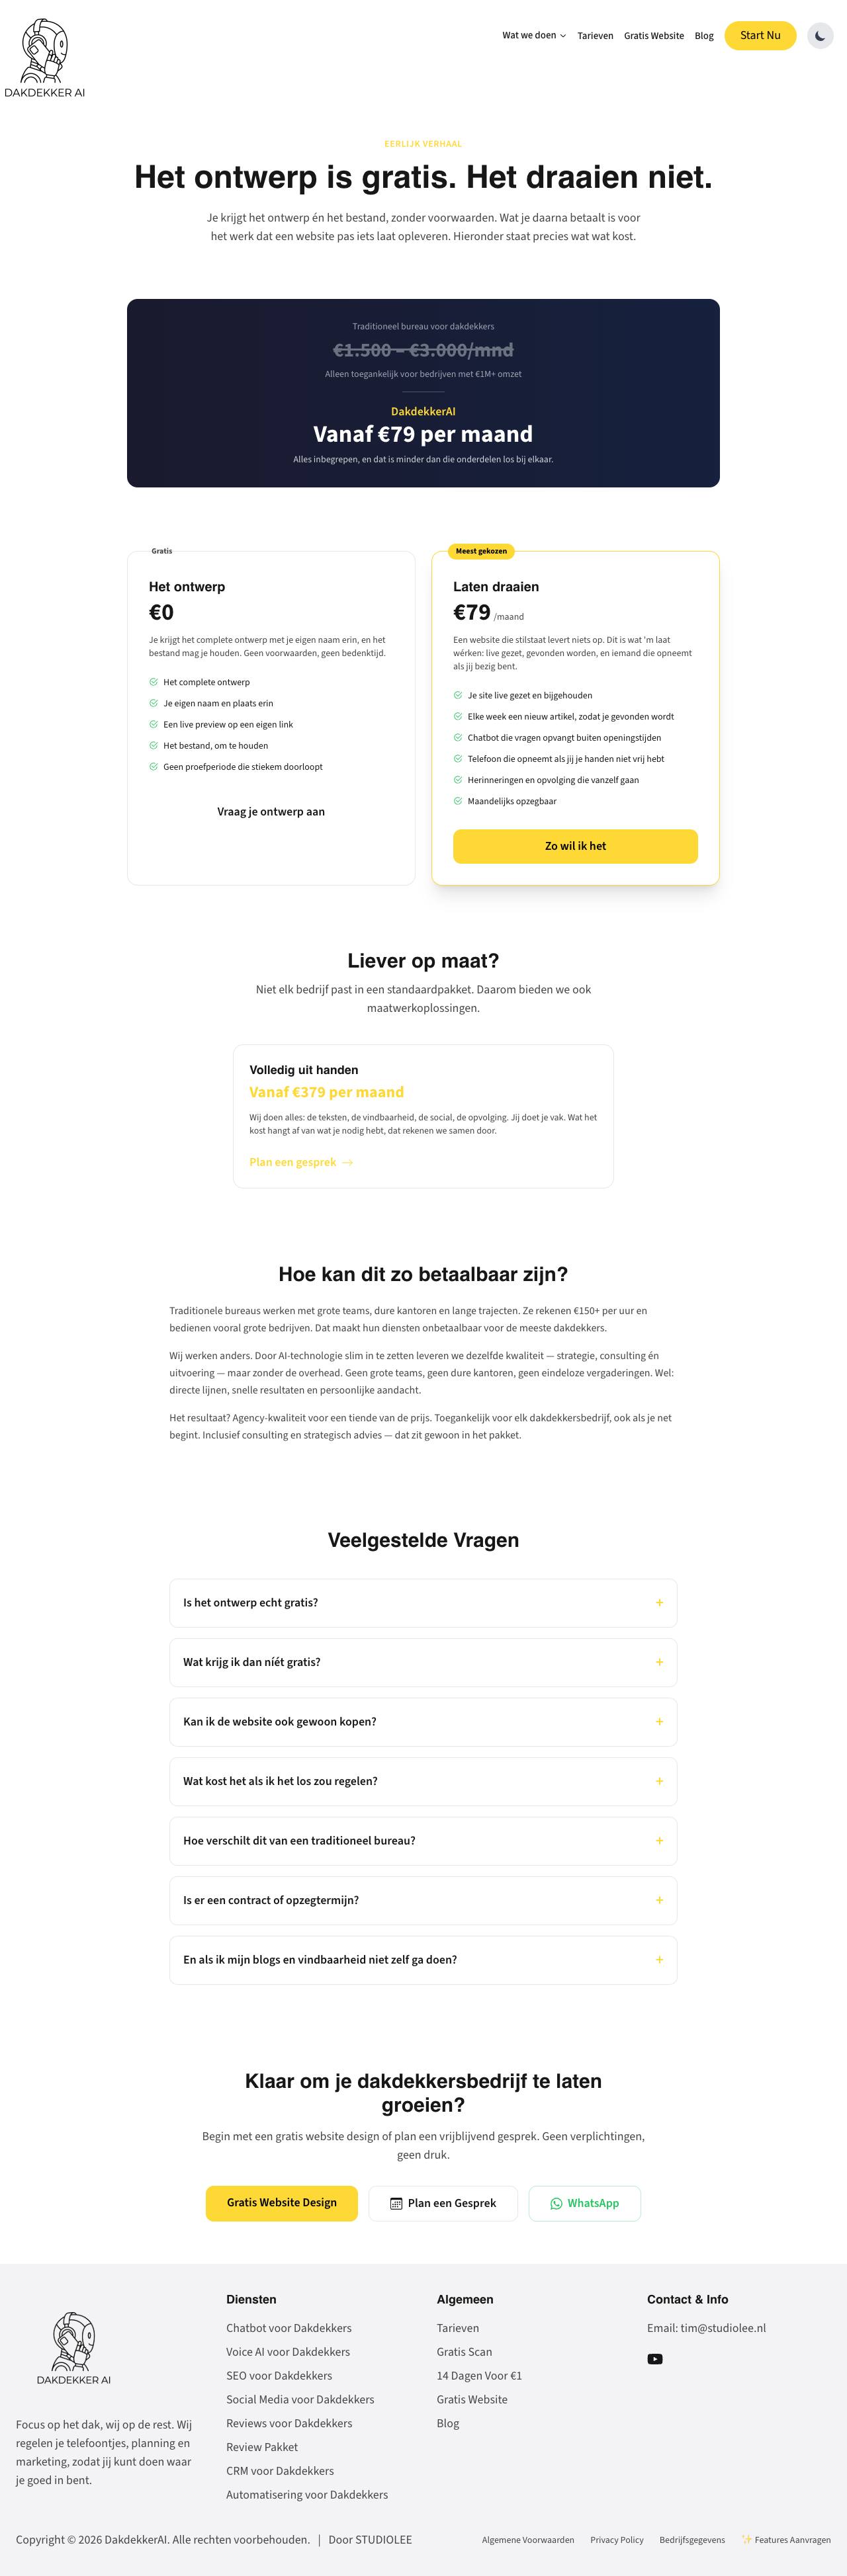 DAKDEKKER AI
Wat we doen
Tarieven
Gratis Website
Blog
Start Nu
EERLIJK VERHAAL
Het ontwerp is gratis. Het draaien niet.
Je krijgt het ontwerp én het bestand, zonder voorwaarden. Wat je daarna betaalt is voor
het werk dat een website pas iets laat opleveren. Hieronder staat precies wat wat kost.
Traditioneel bureau voor dakdekkers
€1.500 – €3.000/mnd
Alleen toegankelijk voor bedrijven met €1M+ omzet
DakdekkerAI
Vanaf €79 per maand
Alles inbegrepen, en dat is minder dan die onderdelen los bij elkaar.
Gratis
Het ontwerp
€0
Je krijgt het complete ontwerp met je eigen naam erin, en het
bestand mag je houden. Geen voorwaarden, geen bedenktijd.
Het complete ontwerp
Je eigen naam en plaats erin
Een live preview op een eigen link
Het bestand, om te houden
Geen proefperiode die stiekem doorloopt
Vraag je ontwerp aan
Meest gekozen
Laten draaien
€79 /maand
Een website die stilstaat levert niets op. Dit is wat 'm laat
wérken: live gezet, gevonden worden, en iemand die opneemt
als jij bezig bent.
Je site live gezet en bijgehouden
Elke week een nieuw artikel, zodat je gevonden wordt
Chatbot die vragen opvangt buiten openingstijden
Telefoon die opneemt als jij je handen niet vrij hebt
Herinneringen en opvolging die vanzelf gaan
Maandelijks opzegbaar
Zo wil ik het
Liever op maat?
Niet elk bedrijf past in een standaardpakket. Daarom bieden we ook
maatwerkoplossingen.
Volledig uit handen
Vanaf €379 per maand
Wij doen alles: de teksten, de vindbaarheid, de social, de opvolging. Jij doet je vak. Wat het
kost hangt af van wat je nodig hebt, dat rekenen we samen door.
Plan een gesprek →
Hoe kan dit zo betaalbaar zijn?
Traditionele bureaus werken met grote teams, dure kantoren en lange trajecten. Ze rekenen €150+ per uur en
bedienen vooral grote bedrijven. Dat maakt hun diensten onbetaalbaar voor de meeste dakdekkers.
Wij werken anders. Door AI-technologie slim in te zetten leveren we dezelfde kwaliteit — strategie, consulting én
uitvoering — maar zonder de overhead. Geen grote teams, geen dure kantoren, geen eindeloze vergaderingen. Wel:
directe lijnen, snelle resultaten en persoonlijke aandacht.
Het resultaat? Agency-kwaliteit voor een tiende van de prijs. Toegankelijk voor elk dakdekkersbedrijf, ook als je net
begint. Inclusief consulting en strategisch advies — dat zit gewoon in het pakket.
Veelgestelde Vragen
Is het ontwerp echt gratis? +
Wat krijg ik dan níét gratis? +
Kan ik de website ook gewoon kopen? +
Wat kost het als ik het los zou regelen? +
Hoe verschilt dit van een traditioneel bureau? +
Is er een contract of opzegtermijn? +
En als ik mijn blogs en vindbaarheid niet zelf ga doen? +
Klaar om je dakdekkersbedrijf te laten
groeien?
Begin met een gratis website design of plan een vrijblijvend gesprek. Geen verplichtingen,
geen druk.
Gratis Website Design
Plan een Gesprek
WhatsApp
DAKDEKKER AI
Focus op het dak, wij op de rest. Wij
regelen je telefoontjes, planning en
marketing, zodat jij kunt doen waar
je goed in bent.
Diensten
Chatbot voor Dakdekkers
Voice AI voor Dakdekkers
SEO voor Dakdekkers
Social Media voor Dakdekkers
Reviews voor Dakdekkers
Review Pakket
CRM voor Dakdekkers
Automatisering voor Dakdekkers
Algemeen
Tarieven
Gratis Scan
14 Dagen Voor €1
Gratis Website
Blog
Contact & Info
Email: tim@studiolee.nl
Copyright © 2026 DakdekkerAI. Alle rechten voorbehouden. | Door STUDIOLEE
Algemene Voorwaarden
Privacy Policy
Bedrijfsgegevens
✨ Features Aanvragen